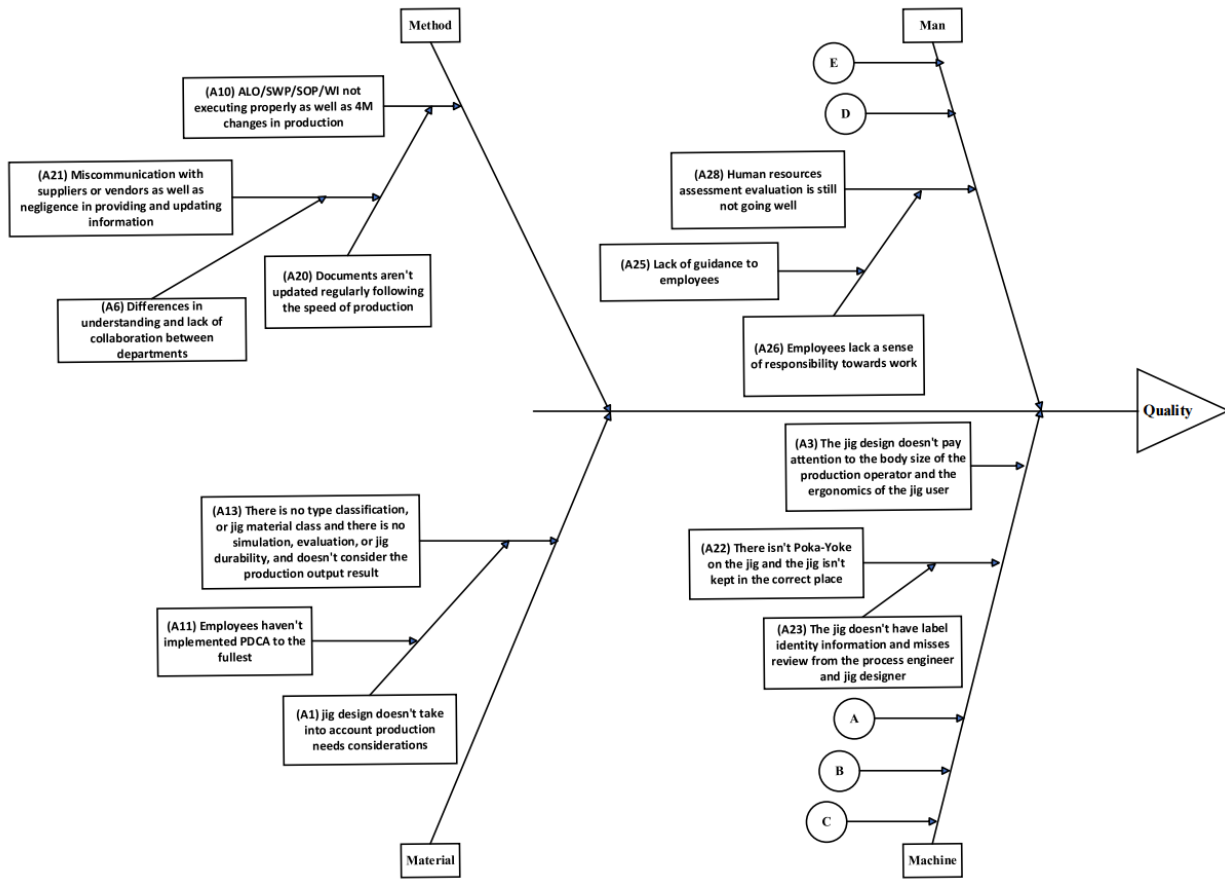 Method
Man
E
D
(A10) ALO/SWP/SOP/WI not
executing properly as well as 4M
changes in production
(A21) Miscommunication with
suppliers or vendors as well as
negligence in providing and updating
information
(A28) Human resources
assessment evaluation is still
not going well
(A20) Documents aren't
updated regularly following
the speed of production
(A25) Lack of guidance to
employees
(A6) Differences in
understanding and lack of
collaboration between
departments
(A26) Employees lack a sense
of responsibility towards work
Quality
(A3) The jig design doesn't pay
attention to the body size of the
production operator and the
ergonomics of the jig user
(A13) There is no type classification,
or jig material class and there is no
simulation, evaluation, or jig
durability, and doesn't consider the
production output result
(A22) There isn't Poka-Yoke
on the jig and the jig isn't
kept in the correct place
(A11) Employees haven't
implemented PDCA to the
fullest
(A23) The jig doesn't have label
identity information and misses
review from the process engineer
and jig designer
(A1) jig design doesn't take
into account production
needs considerations
A
B
C
Material
Machine